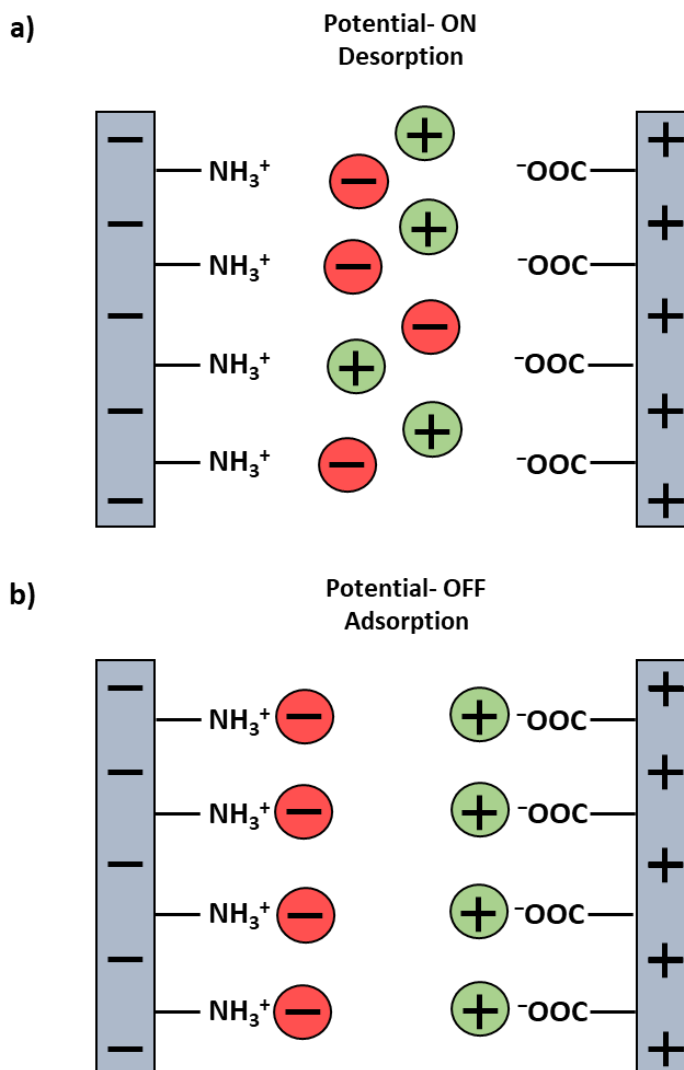 a)
Potential- ON
Desorption
− NH₃⁺ − + ⁻OOC +
− NH₃⁺ − + ⁻OOC +
− NH₃⁺ + − ⁻OOC +
− NH₃⁺ − + ⁻OOC +
− +
b)
Potential- OFF
Adsorption
− NH₃⁺ − + ⁻OOC +
− NH₃⁺ − + ⁻OOC +
− NH₃⁺ − + ⁻OOC +
− NH₃⁺ − + ⁻OOC +
− +